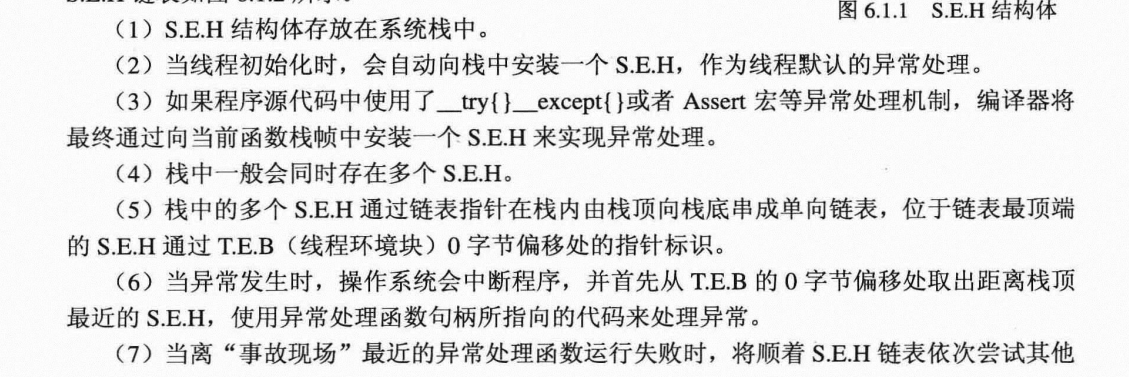 图 6.1.1 S.E.H 结构体
（1）S.E.H 结构体存放在系统栈中。
（2）当线程初始化时，会自动向栈中安装一个 S.E.H，作为线程默认的异常处理。
（3）如果程序源代码中使用了__try{}__except{}或者 Assert 宏等异常处理机制，编译器将
最终通过向当前函数栈帧中安装一个 S.E.H 来实现异常处理。
（4）栈中一般会同时存在多个 S.E.H。
（5）栈中的多个 S.E.H 通过链表指针在栈内由栈顶向栈底串成单向链表，位于链表最顶端
的 S.E.H 通过 T.E.B（线程环境块）0 字节偏移处的指针标识。
（6）当异常发生时，操作系统会中断程序，并首先从 T.E.B 的 0 字节偏移处取出距离栈顶
最近的 S.E.H，使用异常处理函数句柄所指向的代码来处理异常。
（7）当离“事故现场”最近的异常处理函数运行失败时，将顺着 S.E.H 链表依次尝试其他